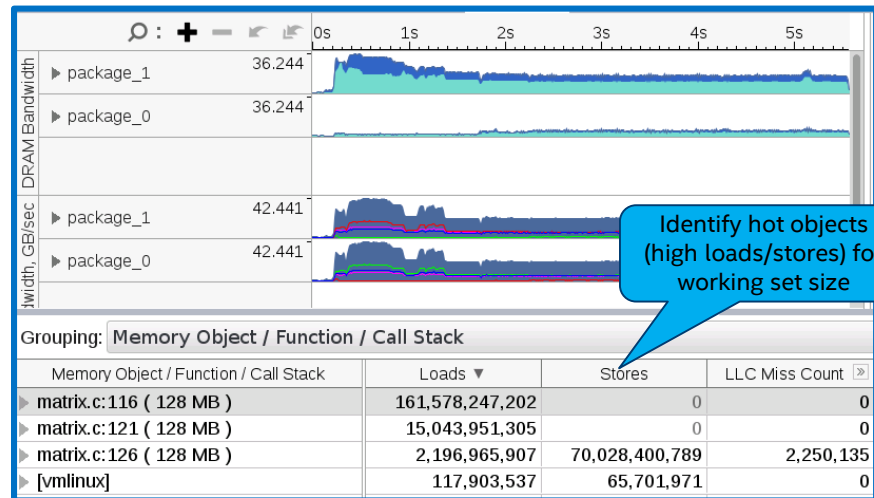 0s 1s 2s 3s 4s 5s
DRAM Bandwidth
package_1 36.244
package_0 36.244
GB/sec
package_1 42.441
package_0 42.441
Identify hot objects
(high loads/stores)
working set size
Grouping: Memory Object / Function / Call Stack
Memory Object / Function / Call Stack Loads Stores LLC Miss Count
matrix.c:116 ( 128 MB ) 161,578,247,202 0 0
matrix.c:121 ( 128 MB ) 15,043,951,305 0 0
matrix.c:126 ( 128 MB ) 2,196,965,907 70,028,400,789 2,250,135
[vmlinux] 117,903,537 65,701,971 0